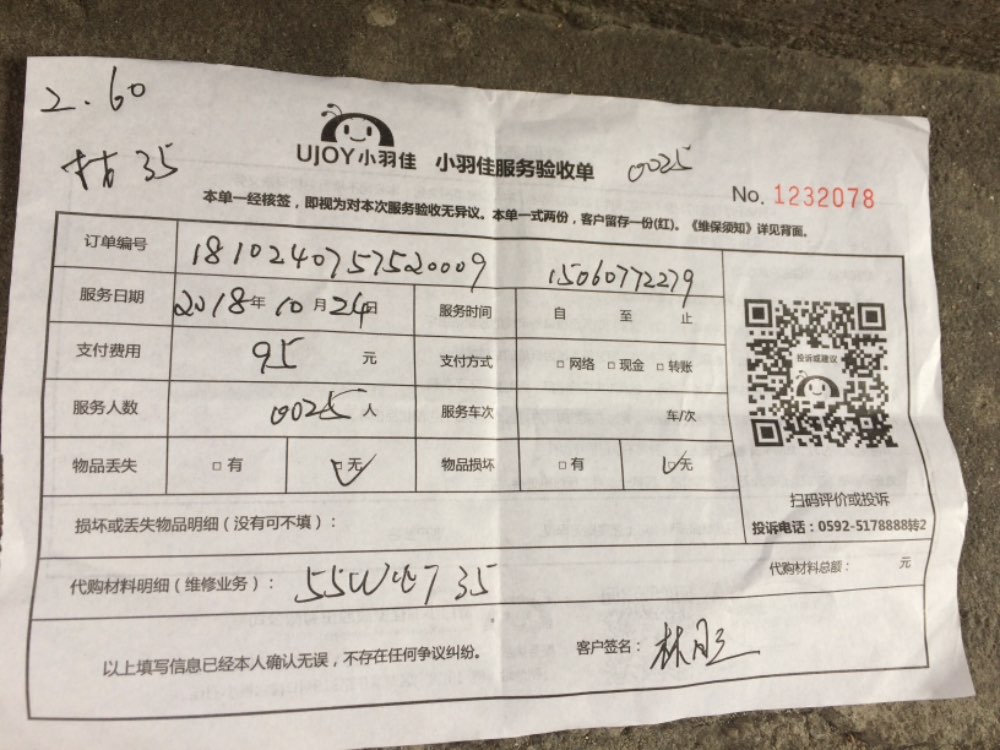 2.60
材35
UJOY小羽佳 小羽佳服务验收单 0025
No. 1232078
本单一经核签，即视为对本次服务验收无异议。本单一式两份，客户留存一份(红)。《维保须知》详见背面。
订单编号 1810240757520009 15060772279
服务日期 2018年10月24日 服务时间 自 至 止
支付费用 95 元 支付方式 □网络 □现金 □转账
投诉或建议
服务人数 0025人 服务车次 车/次
物品丢失 □有 □无 物品损坏 □有 □无
扫码评价或投诉
损坏或丢失物品明细（没有可不填）：
投诉电话：0592-5178888转2
代购材料明细（维修业务）： 35
代购材料总额： 元
以上填写信息已经本人确认无误，不存在任何争议纠纷。 客户签名：林